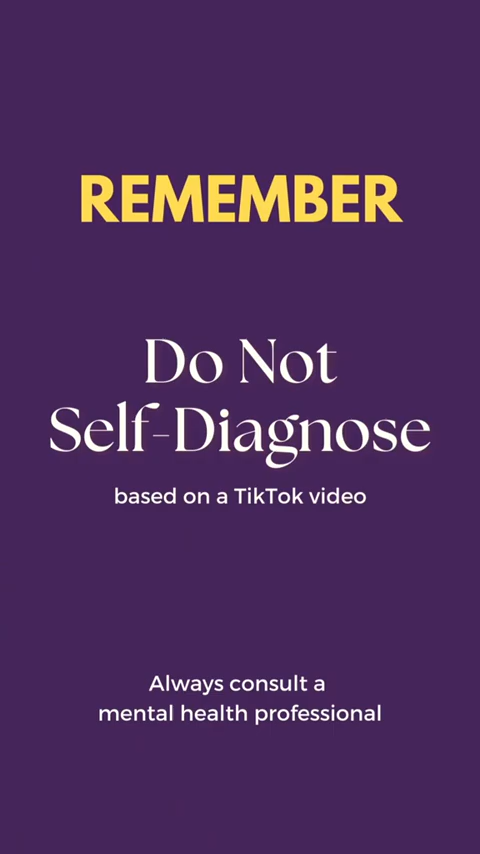 REMEMBER
Do Not
Self-Diagnose
based on a TikTok video
Always consult a
mental health professional